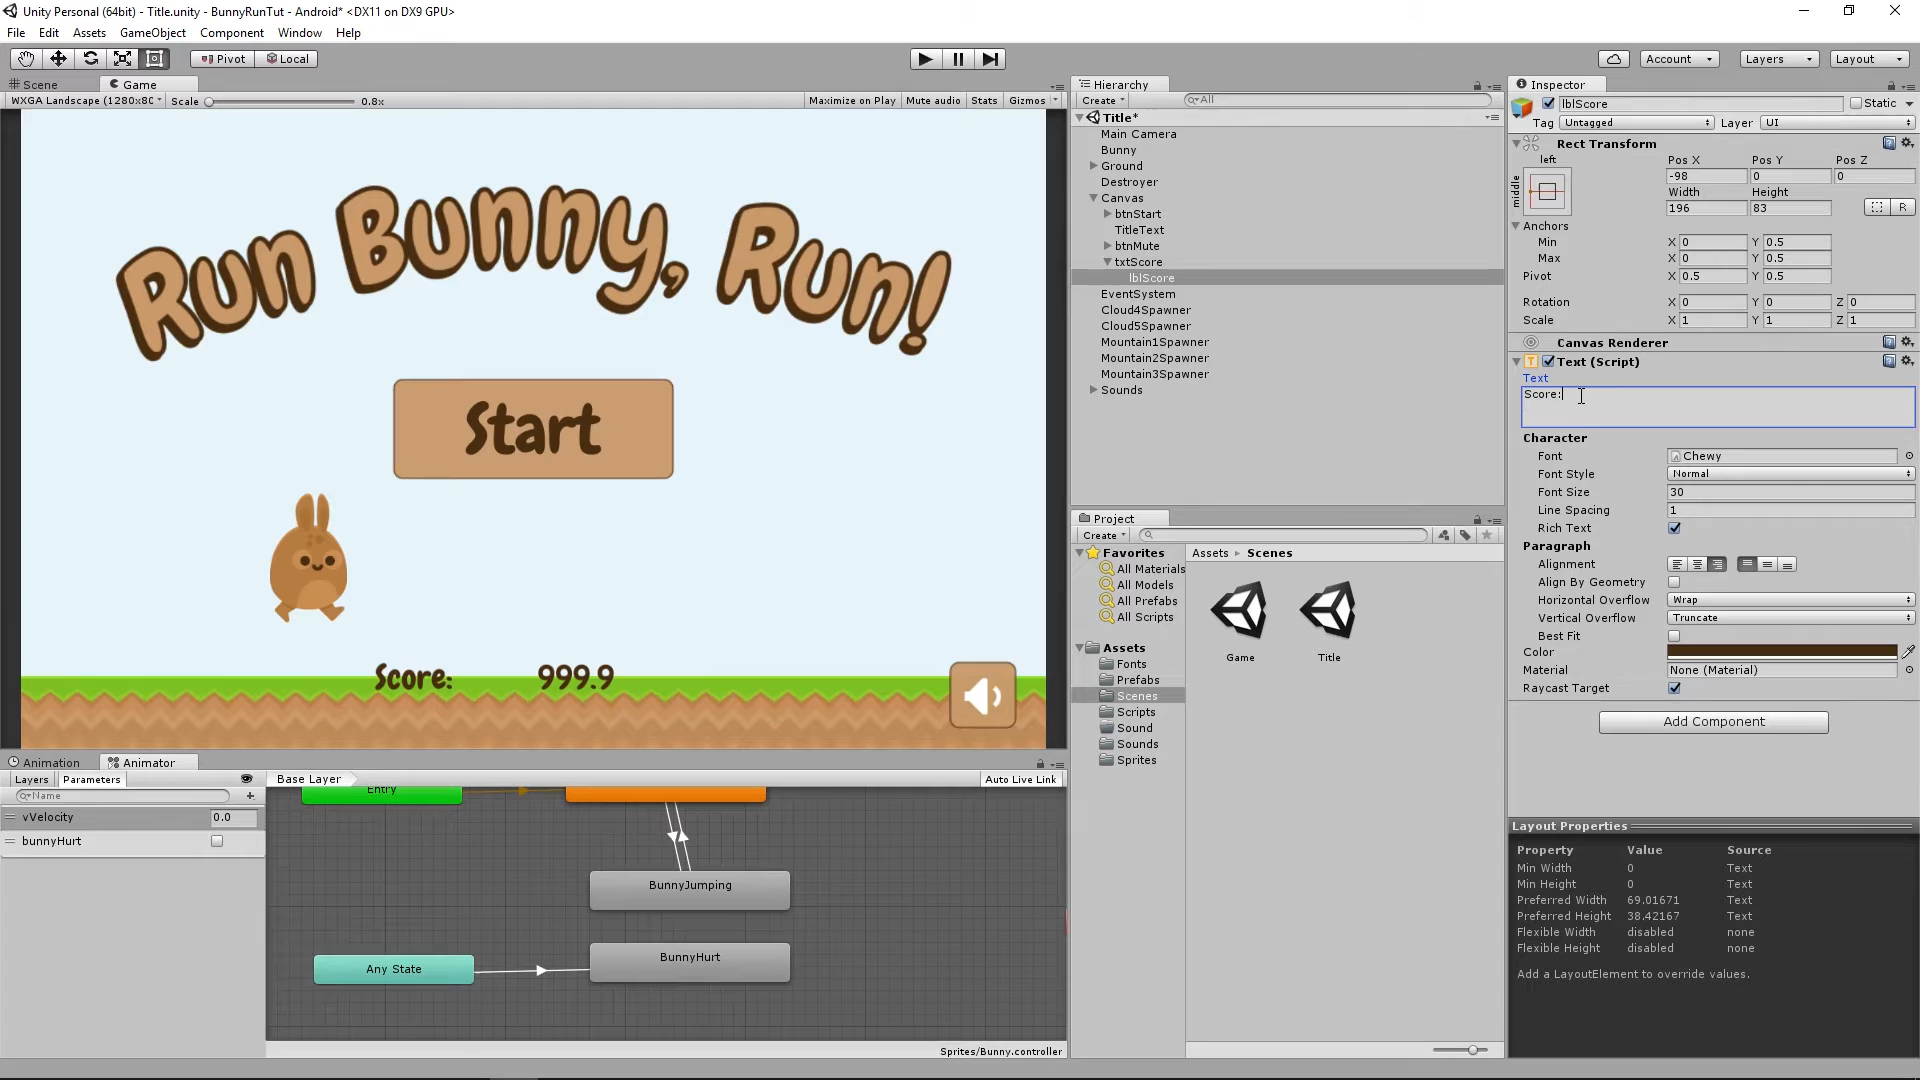 Unity Personal (64bit) - Title.unity - BunnyRunTut - Android* <DX11 on DX9 GPU>
File Edit Assets GameObject Component Window Help
Pivot Local
Account Layers Layout
Scene Game
WXGA Landscape (1280x80 Scale 0.8x Maximize on Play Mute audio Stats Gizmos
Run Bunny, Run!
Start
Score: 999.9
Animation Animator
Layers Parameters Base Layer Auto Live Link
Name
vVelocity 0.0
bunnyHurt
Entry
BunnyJumping
BunnyHurt
Any State
Sprites/Bunny.controller
Hierarchy
Create All
Title*
Main Camera
Bunny
Ground
Destroyer
Canvas
btnStart
TitleText
btnMute
txtScore
lblScore
EventSystem
Cloud4Spawner
Cloud5Spawner
Mountain1Spawner
Mountain2Spawner
Mountain3Spawner
Sounds
Project
Create
Favorites
All Materials
All Models
All Prefabs
All Scripts
Assets
Fonts
Prefabs
Scenes
Scripts
Sound
Sounds
Sprites
Assets Scenes
Game Title
Inspector
lblScore Static
Tag Untagged Layer UI
Rect Transform
left Pos X Pos Y Pos Z
middle -98 0 0
Width Height
196 83 R
Anchors
Min X 0 Y 0.5
Max X 0 Y 0.5
Pivot X 0.5 Y 0.5
Rotation X 0 Y 0 Z 0
Scale X 1 Y 1 Z 1
Canvas Renderer
Text (Script)
Text
Score:
Character
Font Chewy
Font Style Normal
Font Size 30
Line Spacing 1
Rich Text
Paragraph
Alignment
Align By Geometry
Horizontal Overflow Wrap
Vertical Overflow Truncate
Best Fit
Color
Material None (Material)
Raycast Target
Add Component
Layout Properties
Property Value Source
Min Width 0 Text
Min Height 0 Text
Preferred Width 69.01671 Text
Preferred Height 38.42167 Text
Flexible Width disabled none
Flexible Height disabled none
Add a LayoutElement to override values.